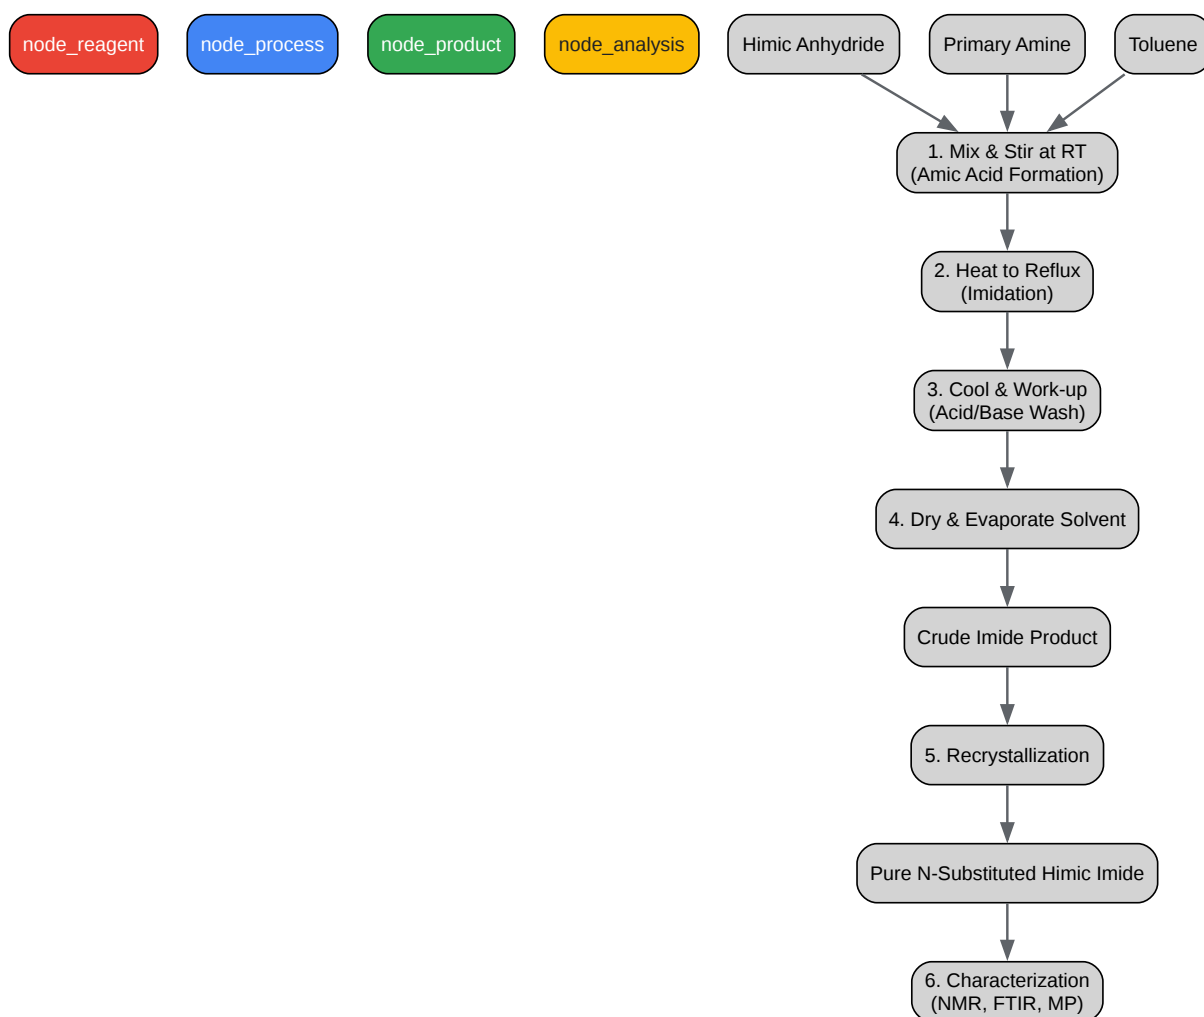 node_reagent
node_process
node_product
node_analysis
Himic Anhydride
Primary Amine
Toluene
1. Mix & Stir at RT
(Amic Acid Formation)
2. Heat to Reflux
(Imidation)
3. Cool & Work-up
(Acid/Base Wash)
4. Dry & Evaporate Solvent
Crude Imide Product
5. Recrystallization
Pure N-Substituted Himic Imide
6. Characterization
(NMR, FTIR, MP)